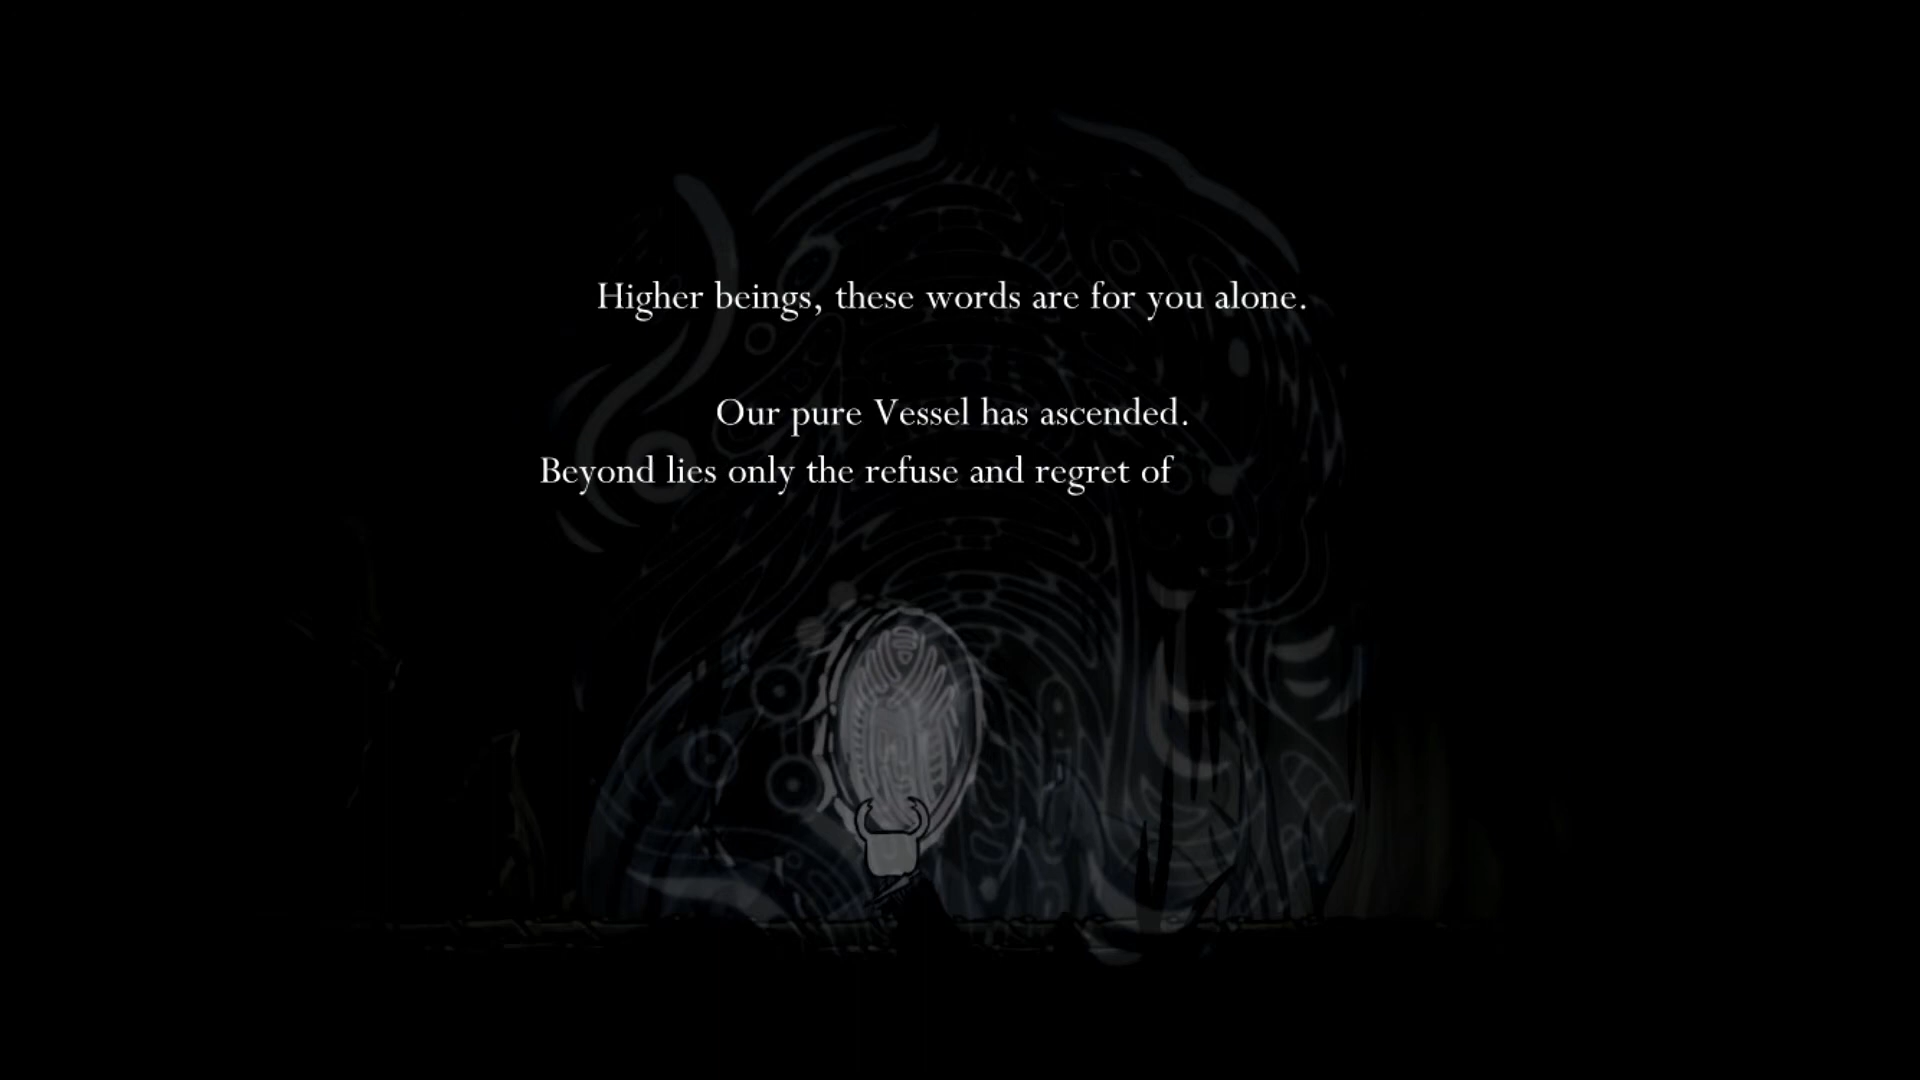 Higher beings, these words are for you alone.
Our pure Vessel has ascended.
Beyond lies only the refuse and regret of